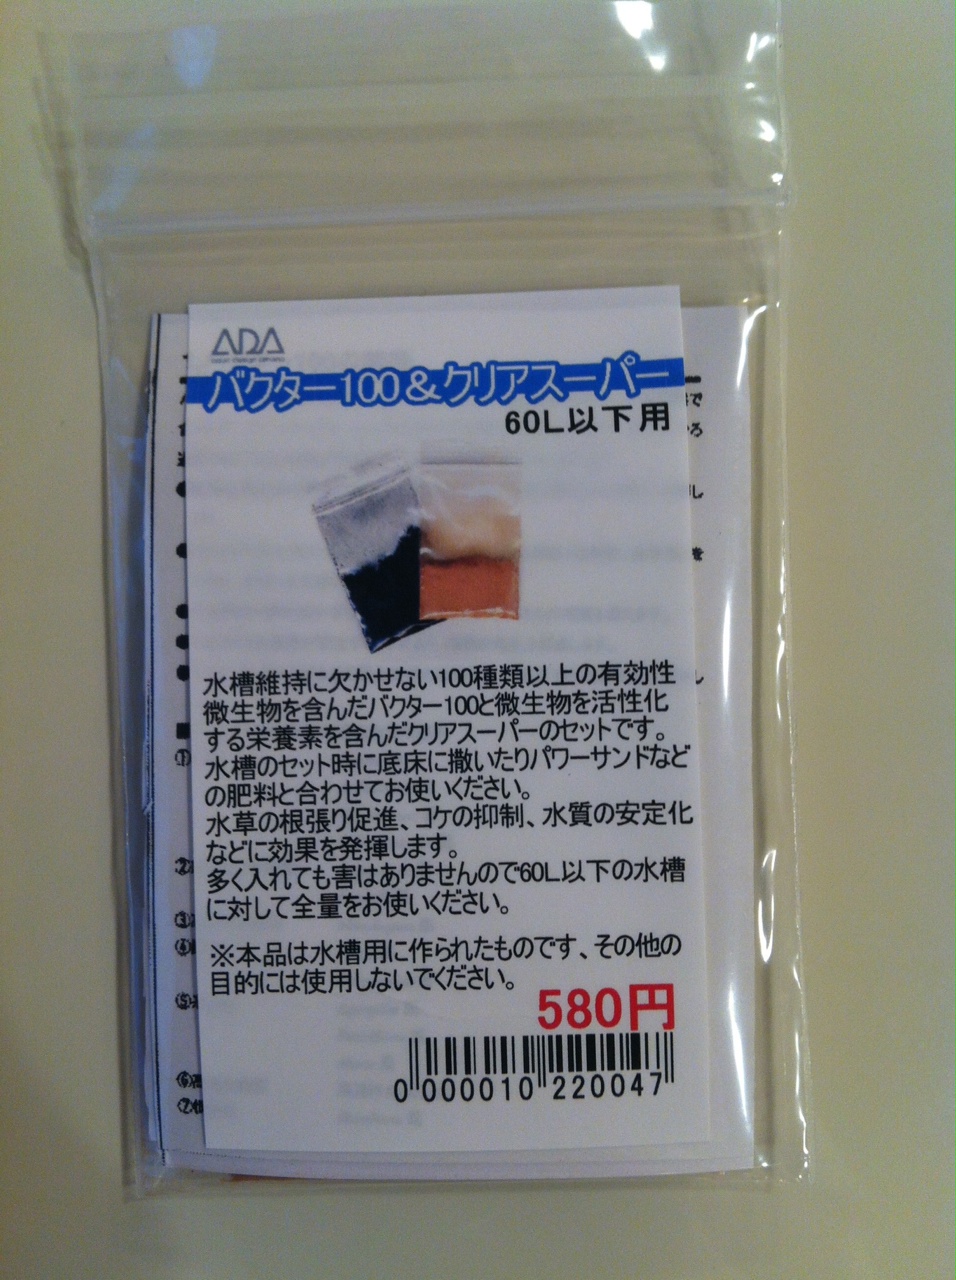 ADA
バクター100＆クリアスーパー
60L以下用
水槽維持に欠かせない100種類以上の有効性
微生物を含んだバクター100と微生物を活性化
する栄養素を含んだクリアスーパーのセットです。
水槽のセット時に底床に撒いたりパワーサンドなど
の肥料と合わせてお使いください。
水草の根張り促進、コケの抑制、水質の安定化
などに効果を発揮します。
多く入れても害はありませんので60L以下の水槽
に対して全量をお使いください。
※本品は水槽用に作られたものです、その他の
目的には使用しないでください。
580円
0 000010 220047
①
②
③
④
⑤
⑥
⑦